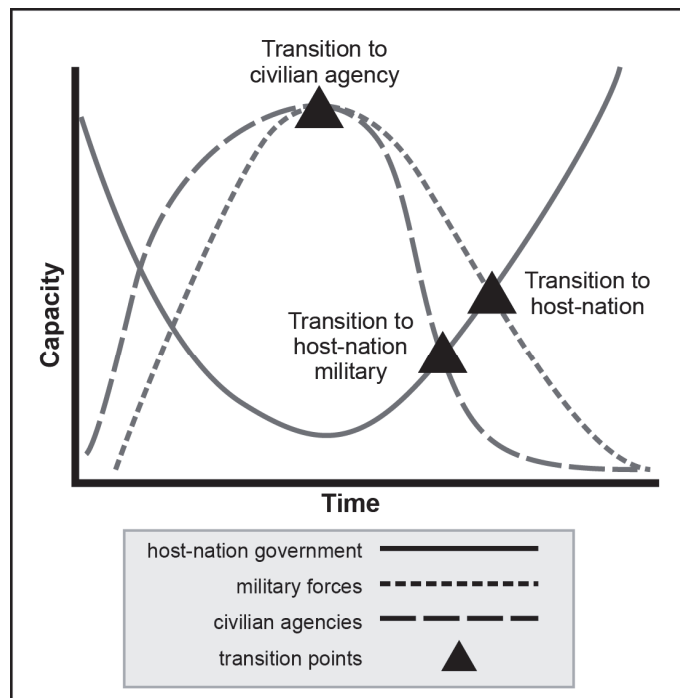 Transition to
civilian agency
Capacity
Transition to
host-nation
Transition to
host-nation
military
Time
host-nation government
military forces
civilian agencies
transition points